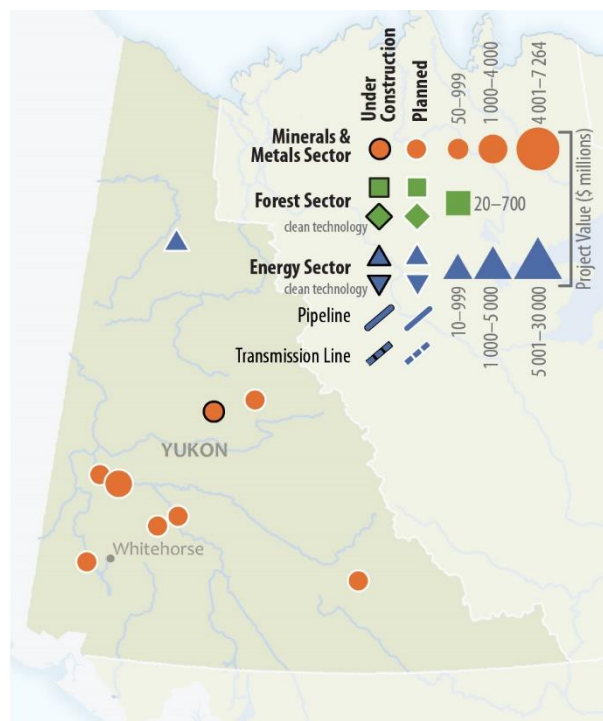 Under
Construction
Planned
50–999
1 000–4 000
4 001–7 264
Minerals &
Metals Sector
Forest Sector
clean technology
20–700
Energy Sector
clean technology
Pipeline
Transmission Line
10–999
1 000–5 000
5 001–30 000
Project Value ($ millions)
YUKON
Whitehorse